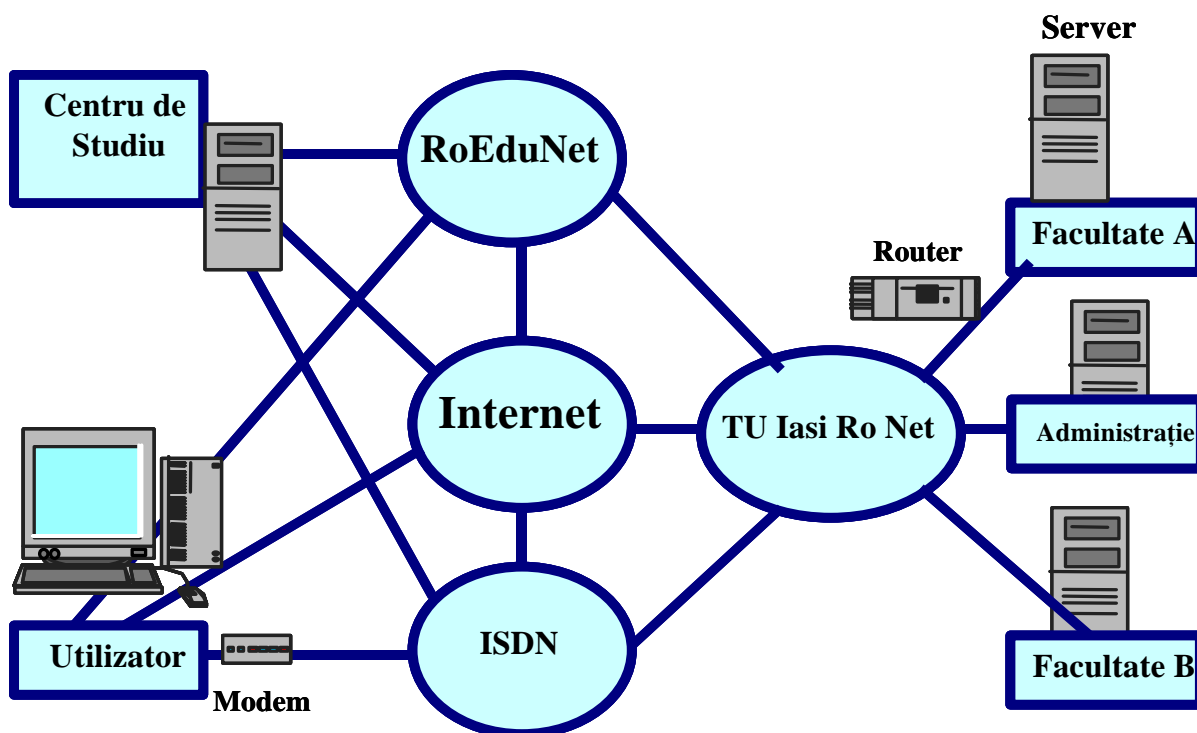 Server
Centru de
Studiu
RoEduNet
Facultate A
Router
Internet
TU Iasi Ro Net
Administrație
ISDN
Utilizator
Facultate B
Modem